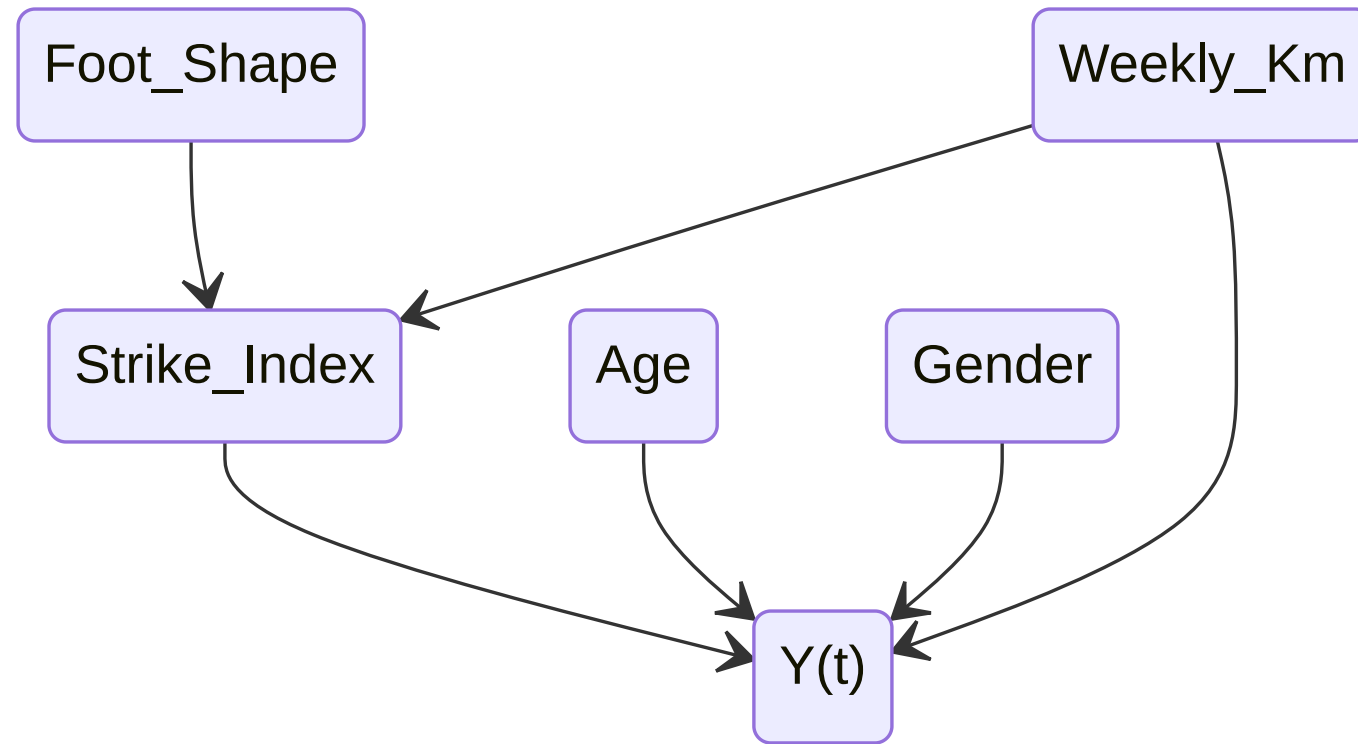 Foot_Shape
Weekly_Km
Strike_Index
Age
Gender
Y(t)